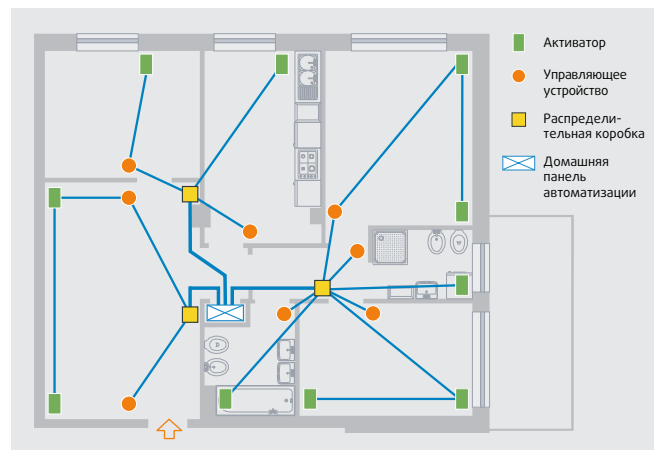 Активатор
Управляющее
устройство
Распредели-
тельная коробка
Домашняя
панель
автоматизации